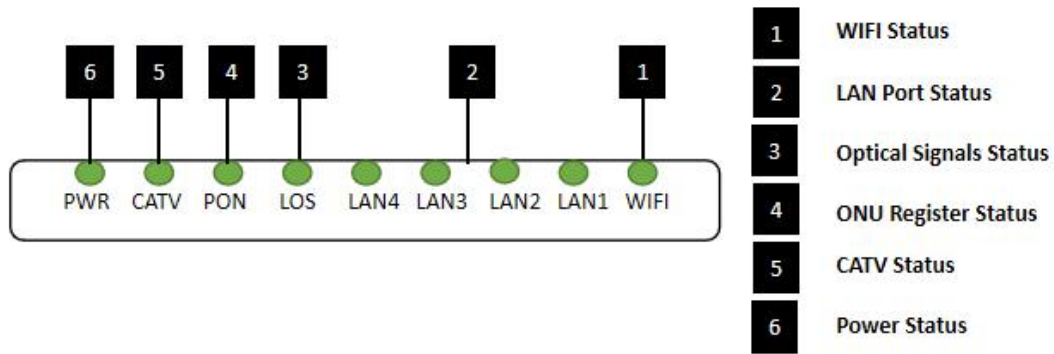 6 5 4 3 2 1
PWR CATV PON LOS LAN4 LAN3 LAN2 LAN1 WIFI
1 WIFI Status
2 LAN Port Status
3 Optical Signals Status
4 ONU Register Status
5 CATV Status
6 Power Status